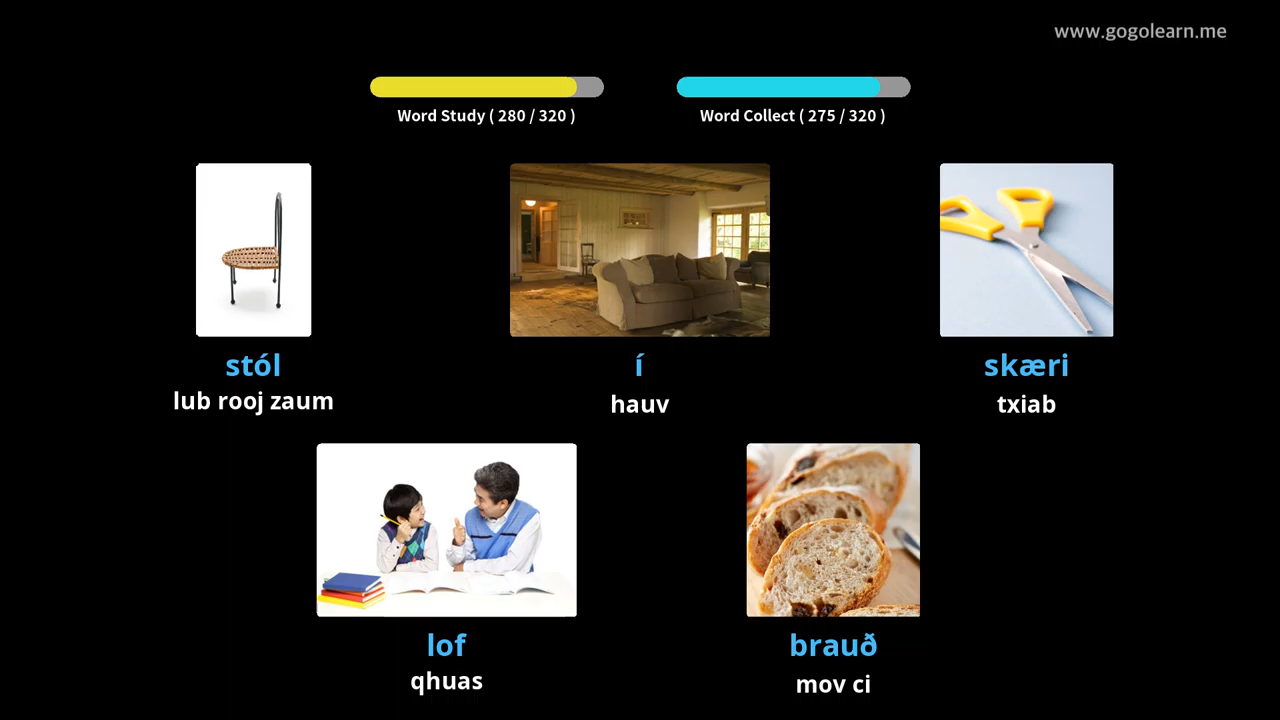 www.gogolearn.me
Word Study ( 280 / 320 )
Word Collect ( 275 / 320 )
stól
lub rooj zaum
í
hauv
skæri
txiab
lof
qhuas
brauð
mov ci